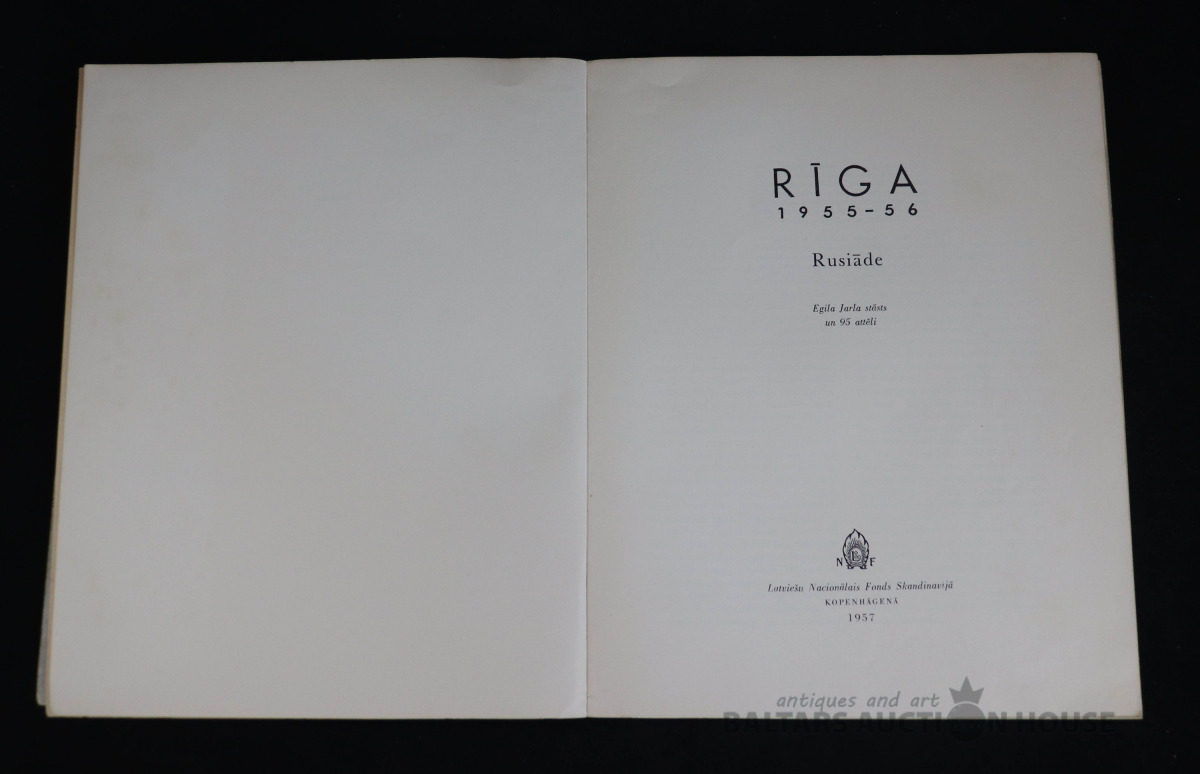 RĪGA
1955-56
Rusiāde
Egila Jarla stāsts
un 95 attēli
N F
Latviešu Nacionālais Fonds Skandinavijā
KOPENHĀGENĀ
1957
antiques and art
BALTARS AUCTION HOUSE